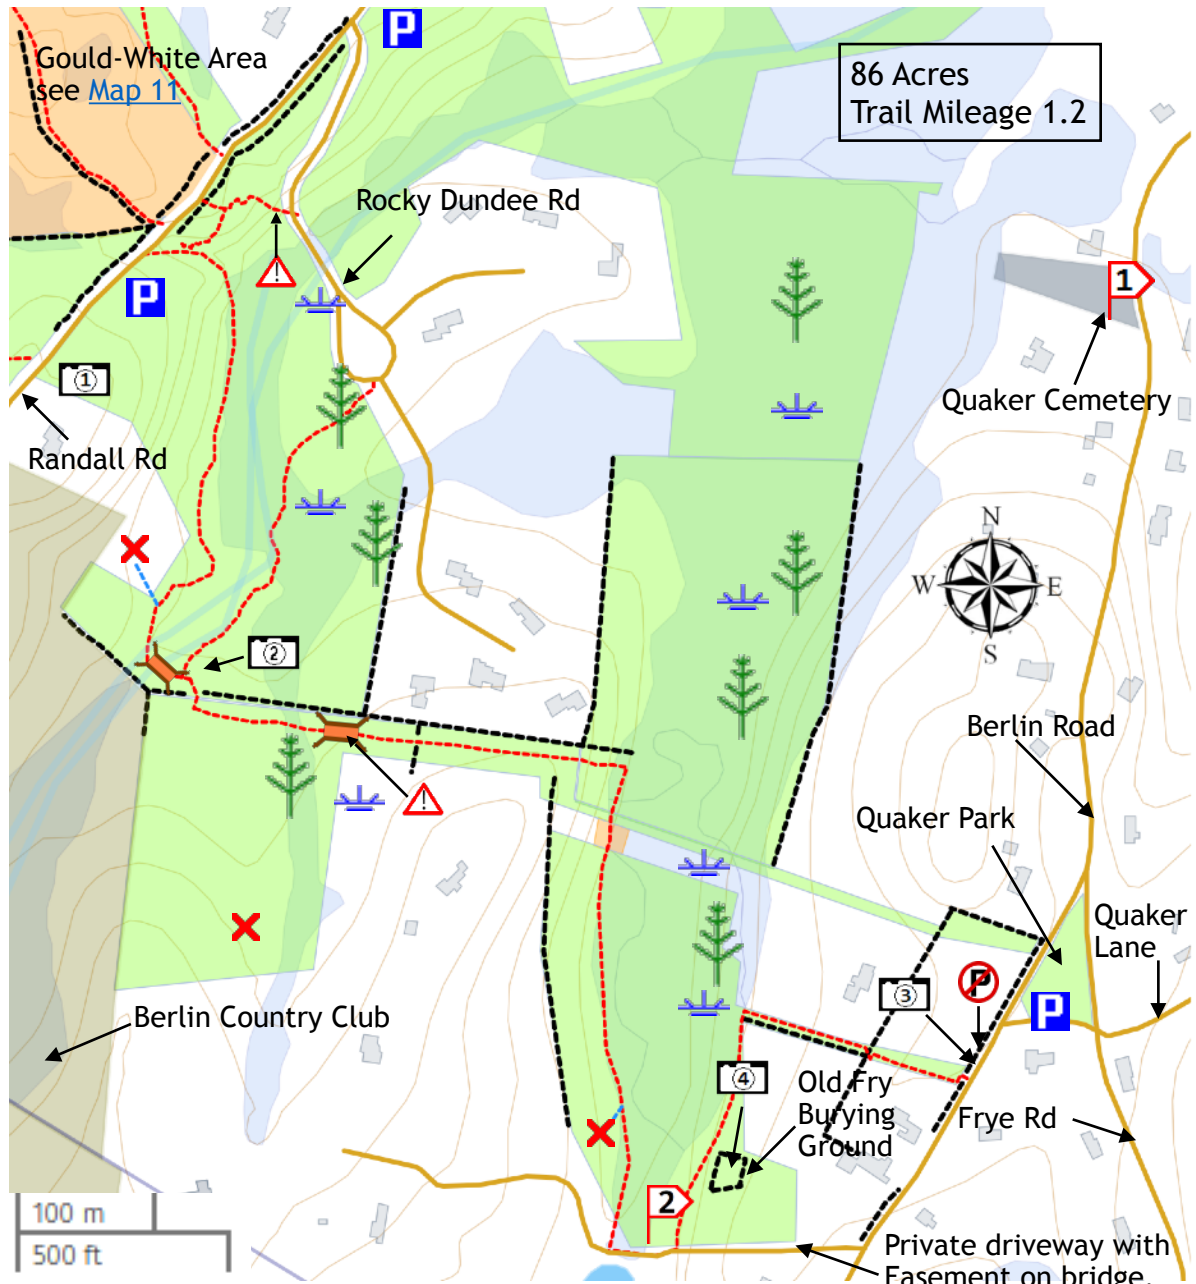 P
Gould-White Area
see Map 11
86 Acres
Trail Mileage 1.2
Rocky Dundee Rd
!
P
1
1
Quaker Cemetery
Randall Rd
N
W E
S
2
Berlin Road
!
Quaker Park
Quaker
Lane
P
3
P
Berlin Country Club
4
Old Fry
Burying
Ground
Frye Rd
2
100 m
500 ft
Private driveway with
Easement on bridge.